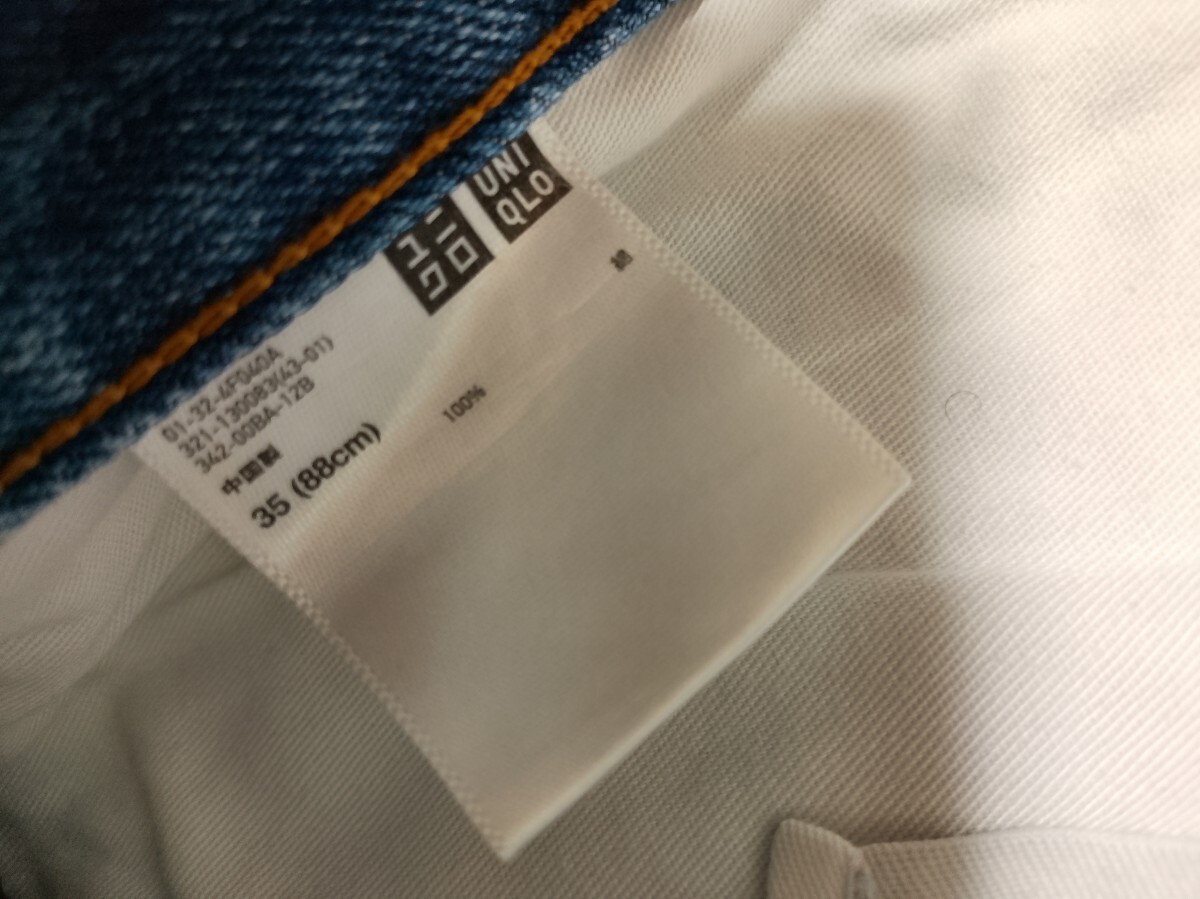 ユニ
クロ
UNI
QLO
綿
100%
01-32-4F040A
321-130083(43-01)
342-00BA-12B
中国製
35 (88cm)